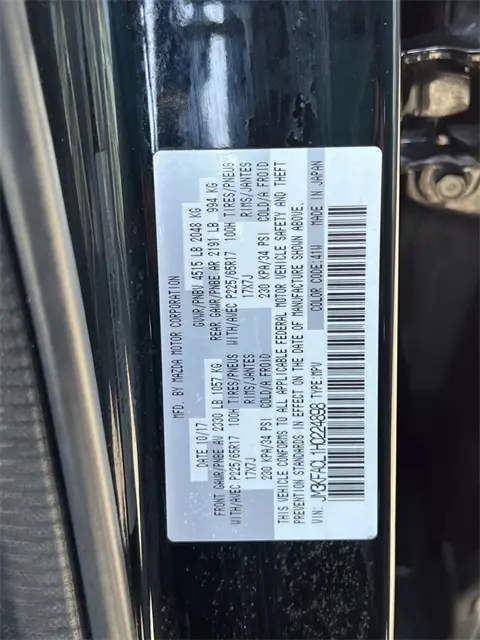 MFD. BY MAZDA MOTOR CORPORATION
DATE 10/17 GVWR/PNBV 4515 LB 2048 KG
FRONT GAWR/PNBE AV 2330 LB 1057 KG REAR GAWR/PNBE AR 2191 LB 994 KG
WITH/AVEC P225/65R17 100H TIRES/PNEUS WITH/AVEC P225/65R17 100H TIRES/PNEUS
17X7J RIMS/JANTES 17X7J RIMS/JANTES
230 KPA/34 PSI COLD/A FROID 230 KPA/34 PSI COLD/A FROID
THIS VEHICLE CONFORMS TO ALL APPLICABLE FEDERAL MOTOR VEHICLE SAFETY AND THEFT
PREVENTION STANDARDS IN EFFECT ON THE DATE OF MANUFACTURE SHOWN ABOVE.
VIN: JM3KFACL1H0224698 TYPE:MPV COLOR CODE:41W MADE IN JAPAN